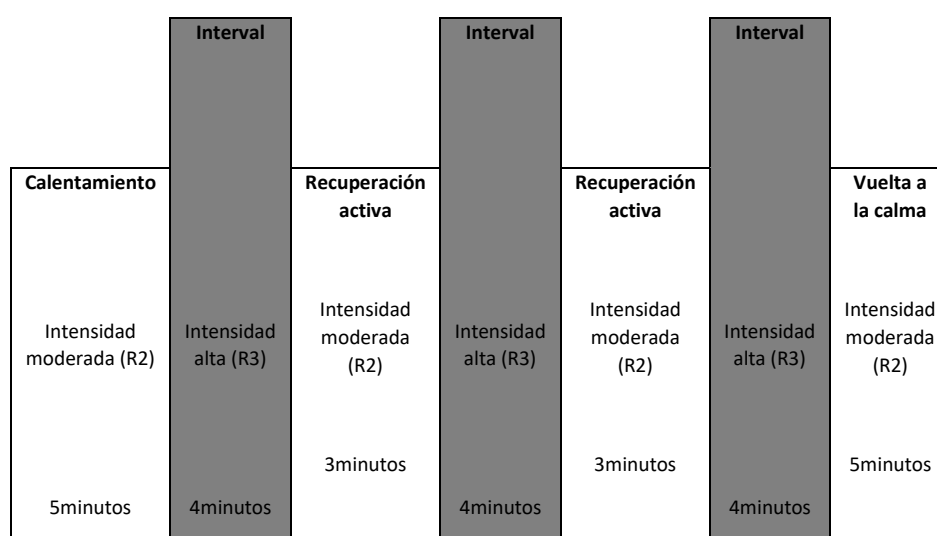 Interval
Interval
Interval
Calentamiento
Recuperación
activa
Recuperación
activa
Vuelta a
la calma
Intensidad
moderada (R2)
Intensidad
alta (R3)
Intensidad
moderada
(R2)
Intensidad
alta (R3)
Intensidad
moderada
(R2)
Intensidad
alta (R3)
Intensidad
moderada
(R2)
3minutos
3minutos
5minutos
5minutos
4minutos
4minutos
4minutos